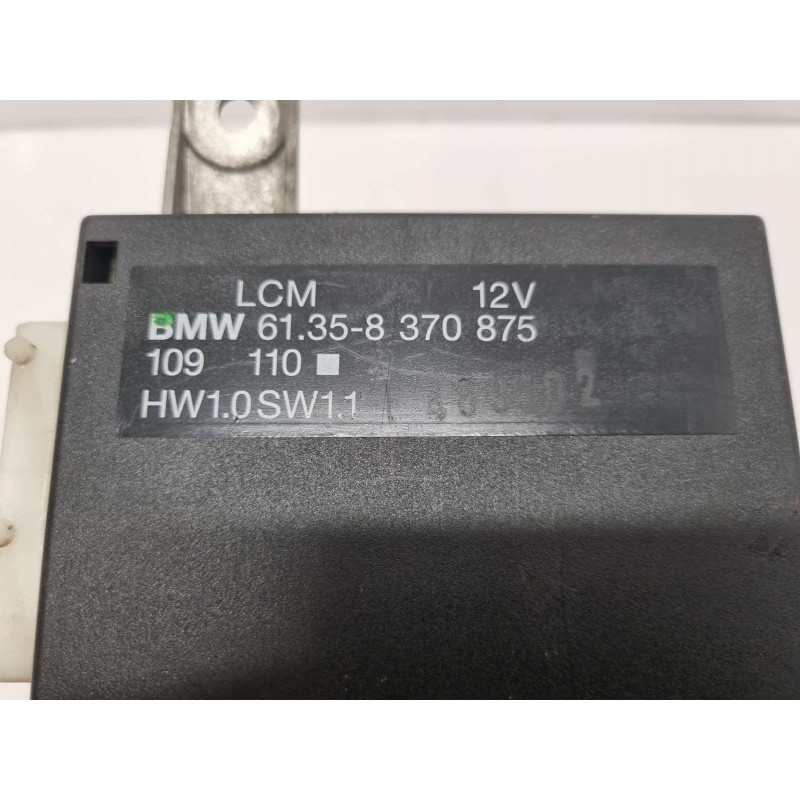 LCM 12V
BMW 61.35-8 370 875
109 110
HW1.0 SW1.1